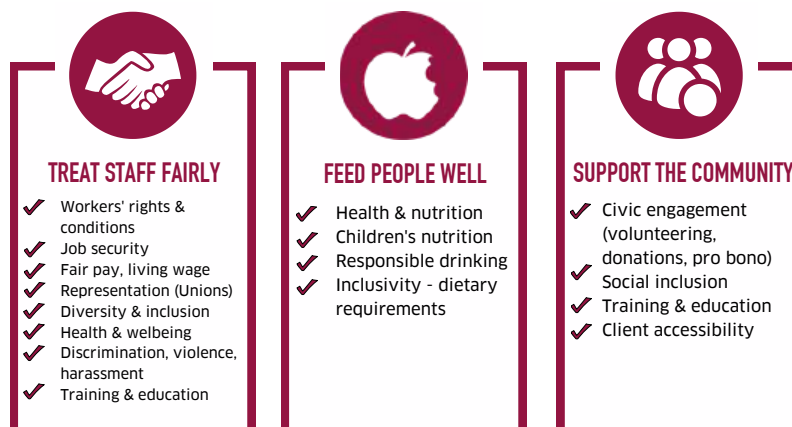 TREAT STAFF FAIRLY
Workers' rights &
conditions
Job security
Fair pay, living wage
Representation (Unions)
Diversity & inclusion
Health & welbeing
Discrimination, violence,
harassment
Training & education
FEED PEOPLE WELL
Health & nutrition
Children's nutrition
Responsible drinking
Inclusivity - dietary
requirements
SUPPORT THE COMMUNITY
Civic engagement
(volunteering,
donations, pro bono)
Social inclusion
Training & education
Client accessibility